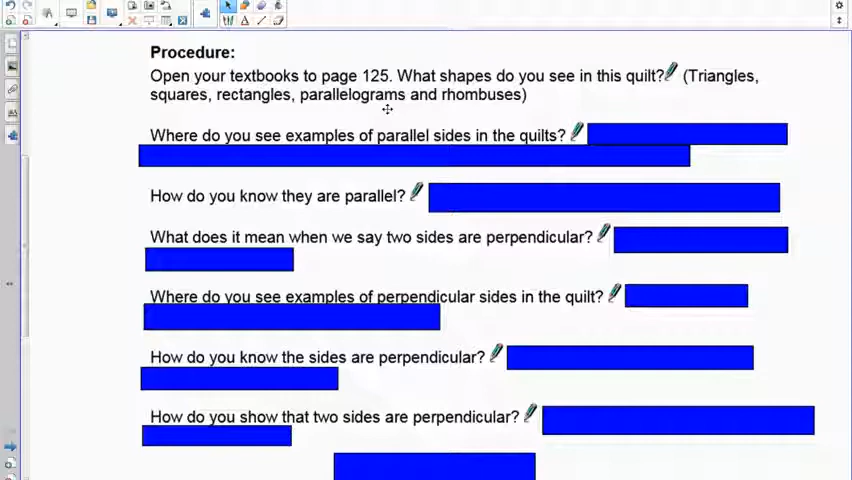 Procedure:
Open your textbooks to page 125. What shapes do you see in this quilt? (Triangles,
squares, rectangles, parallelograms and rhombuses)
Where do you see examples of parallel sides in the quilts?
How do you know they are parallel?
What does it mean when we say two sides are perpendicular?
Where do you see examples of perpendicular sides in the quilt?
How do you know the sides are perpendicular?
How do you show that two sides are perpendicular?